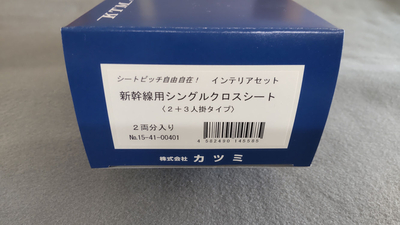 KTM
シートピッチ自由自在! インテリアセット
新幹線用シングルクロスシート
〈2+3人掛タイプ〉
2両分入り
No.15-41-00401
株式会社 カツミ